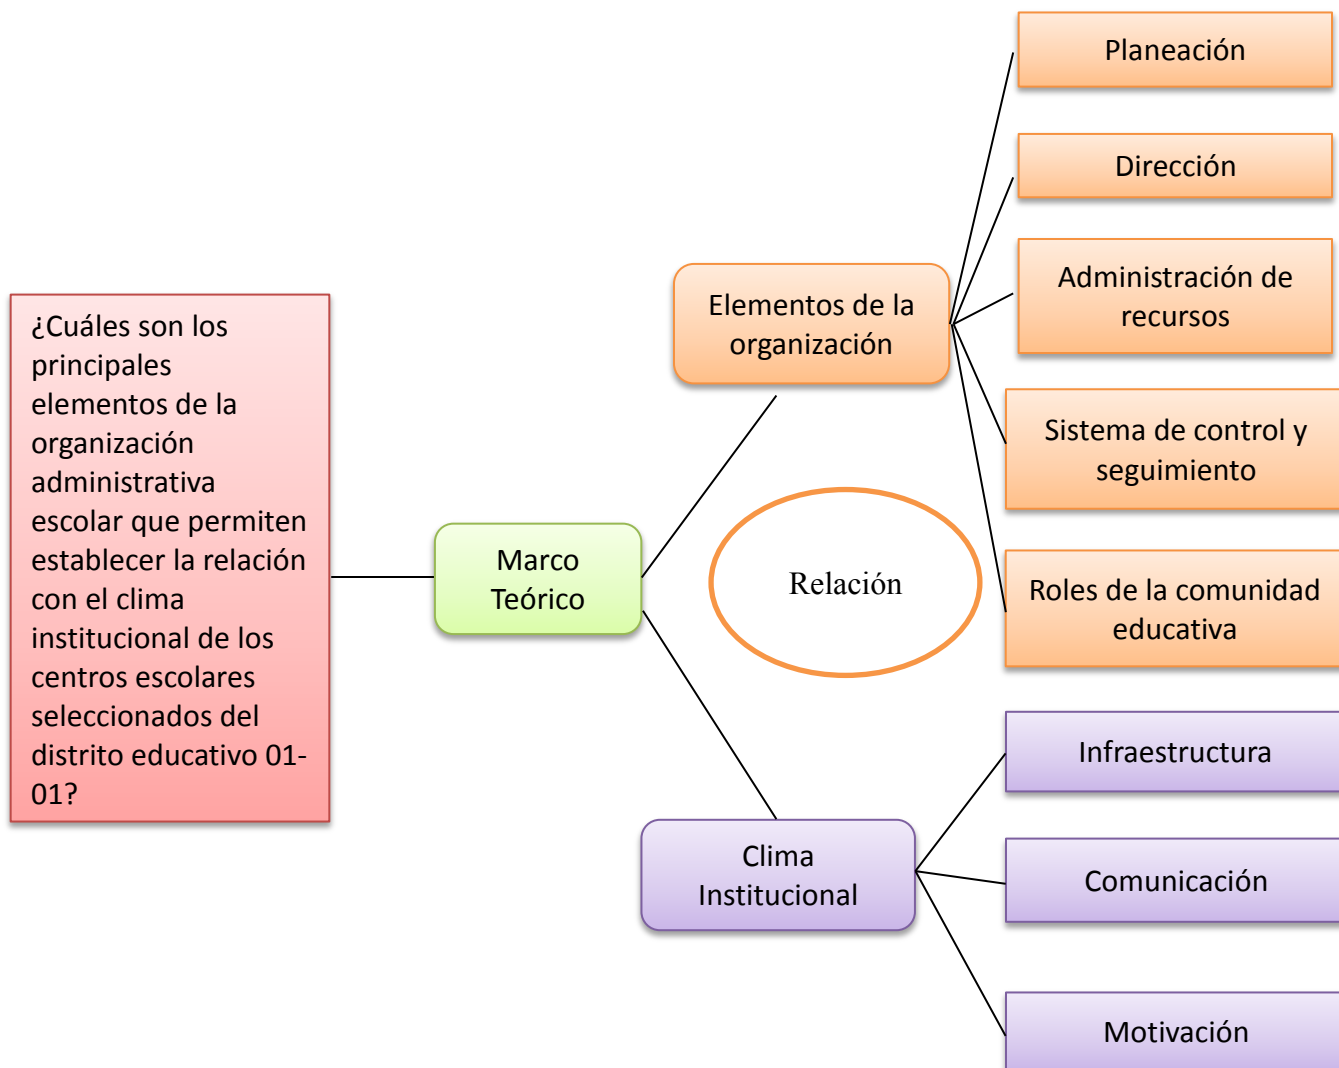 ¿Cuáles son los
principales
elementos de la
organización
administrativa
escolar que permiten
establecer la relación
con el clima
institucional de los
centros escolares
seleccionados del
distrito educativo 01-
01?
Marco
Teórico
Elementos de la
organización
Relación
Clima
Institucional
Planeación
Dirección
Administración de
recursos
Sistema de control y
seguimiento
Roles de la comunidad
educativa
Infraestructura
Comunicación
Motivación